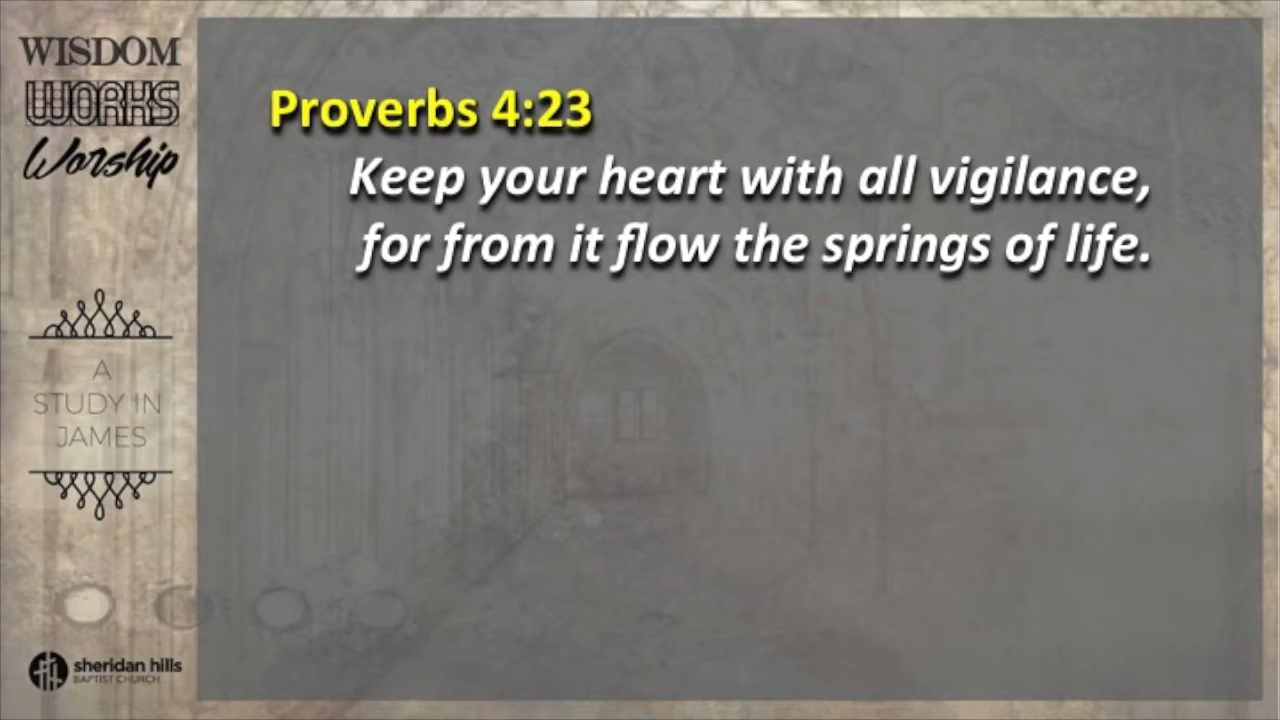 WISDOM
WORKS
Worship
A
STUDY IN
JAMES
sheridan hills
BAPTIST CHURCH
Proverbs 4:23
Keep your heart with all vigilance,
for from it flow the springs of life.